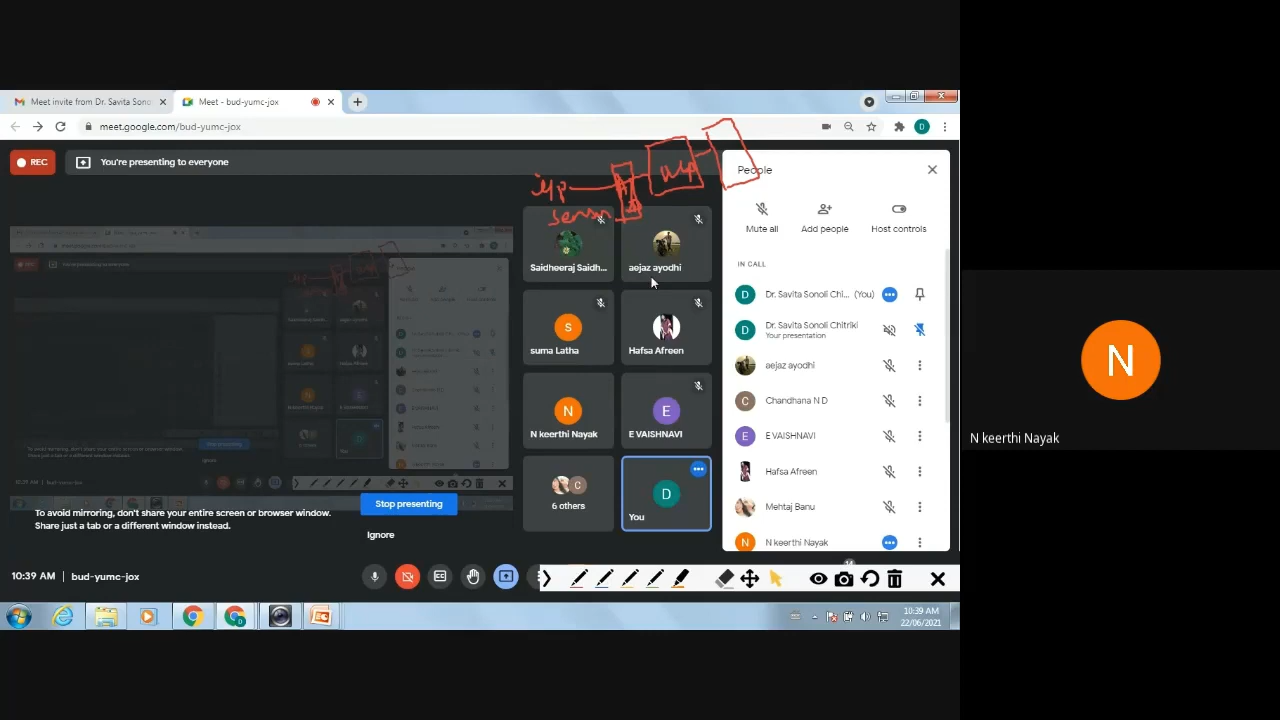 Meet invite from Dr. Savita Sono
Meet - bud-yumc-jox
meet.google.com/bud-yumc-jox
D
REC
You're presenting to everyone
i/p
sensor
μp
People
Mute all
Add people
Host controls
IN CALL
D
Dr. Savita Sonoli Chi... (You)
D
Dr. Savita Sonoli Chitriki
Your presentation
aejaz ayodhi
C
Chandhana N D
E
E VAISHNAVI
Hafsa Afreen
Mehtaj Banu
N
N keerthi Nayak
Saidheeraj Saidh...
aejaz ayodhi
S
suma Latha
Hafsa Afreen
N
N keerthi Nayak
E
E VAISHNAVI
C
6 others
D
You
To avoid mirroring, don't share your entire screen or browser window.
Share just a tab or a different window instead.
Stop presenting
Ignore
10:39 AM | bud-yumc-jox
14
10:39 AM
22/06/2021
N
N keerthi Nayak